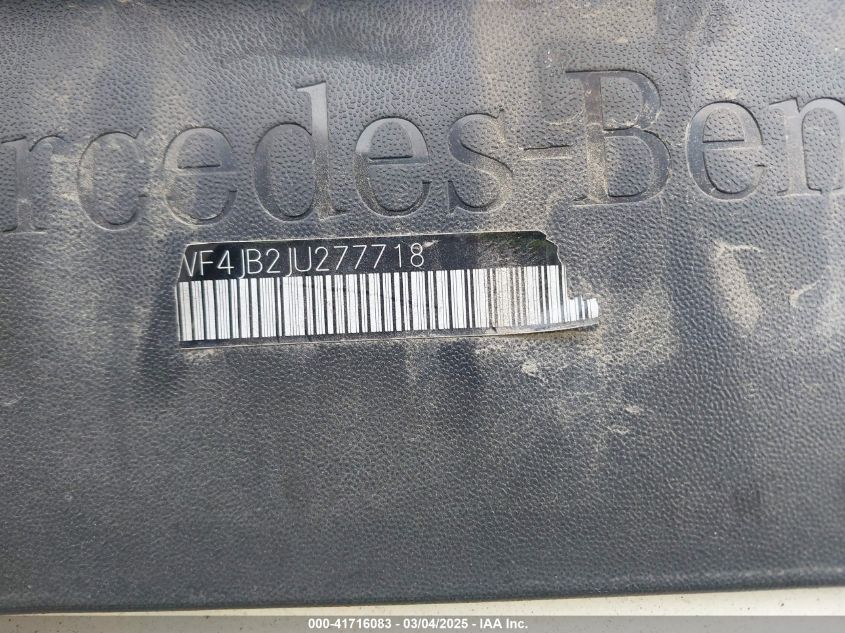 rcedes-Ben
VF4JB2JU277718
000-41716083 - 03/04/2025 - © IAA Inc.